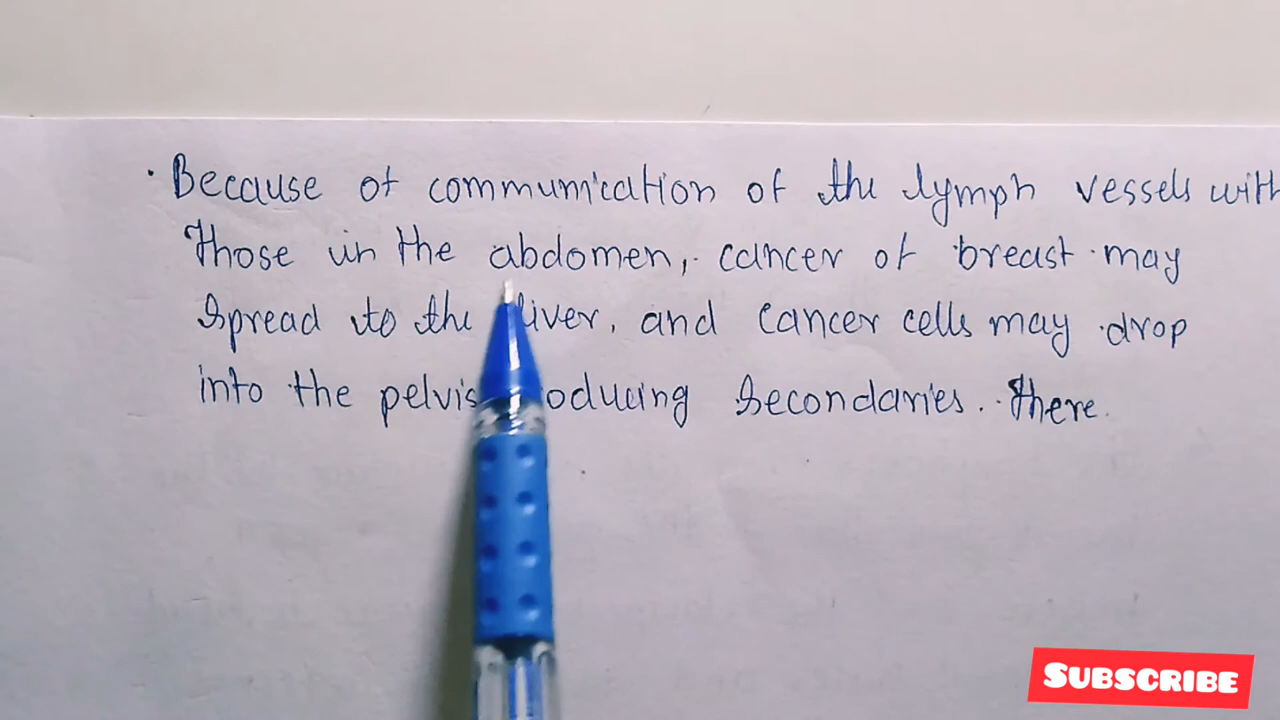 · Because of communication of the lymph vessels with
those in the abdomen, cancer of breast may
spread to the liver, and cancer cells may drop
into the pelvis oducing secondaries. there.
SUBSCRIBE